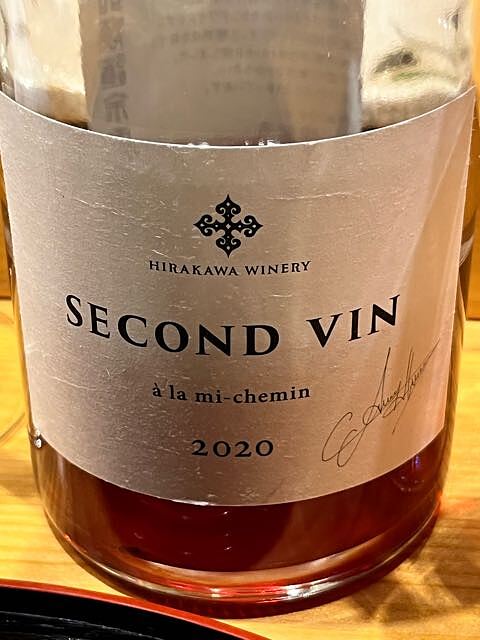 HIRAKAWA WINERY
SECOND VIN
à la mi-chemin
2020